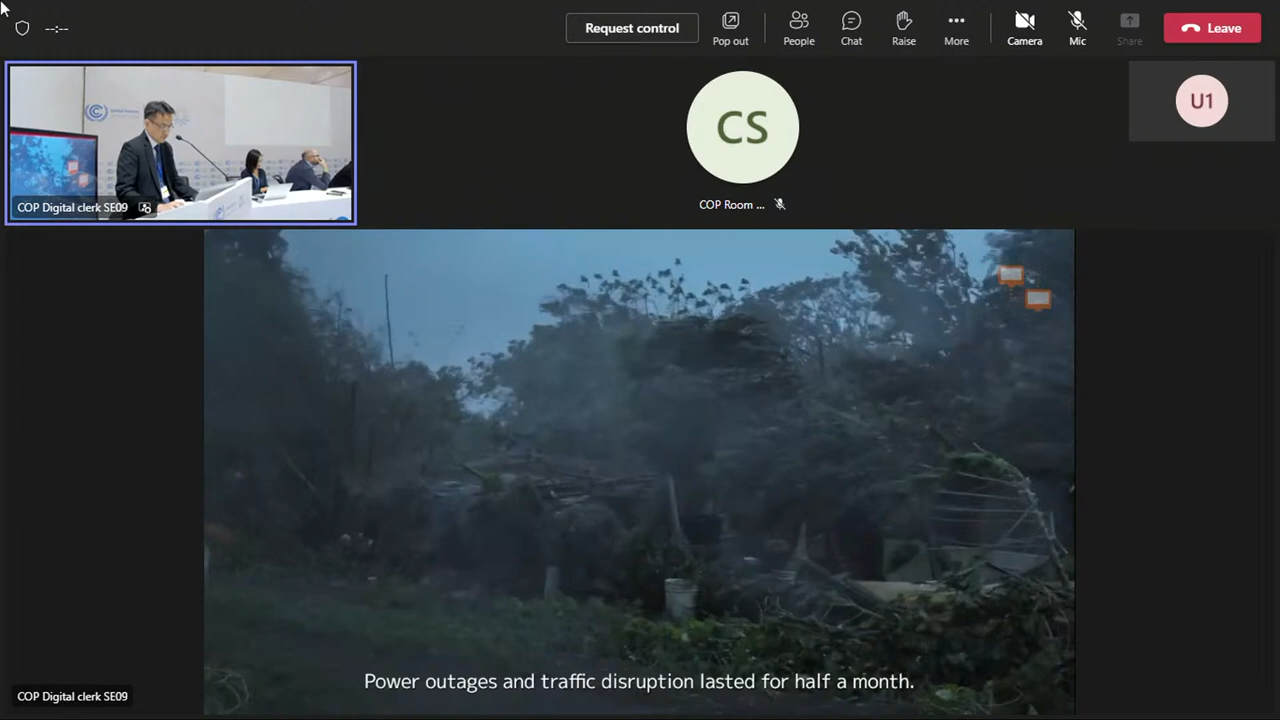 --:--
Request control
Pop out
People
Chat
Raise
More
Camera
Mic
Share
Leave
COP Digital clerk SE09
CS
COP Room ...
U1
Power outages and traffic disruption lasted for half a month.
COP Digital clerk SE09